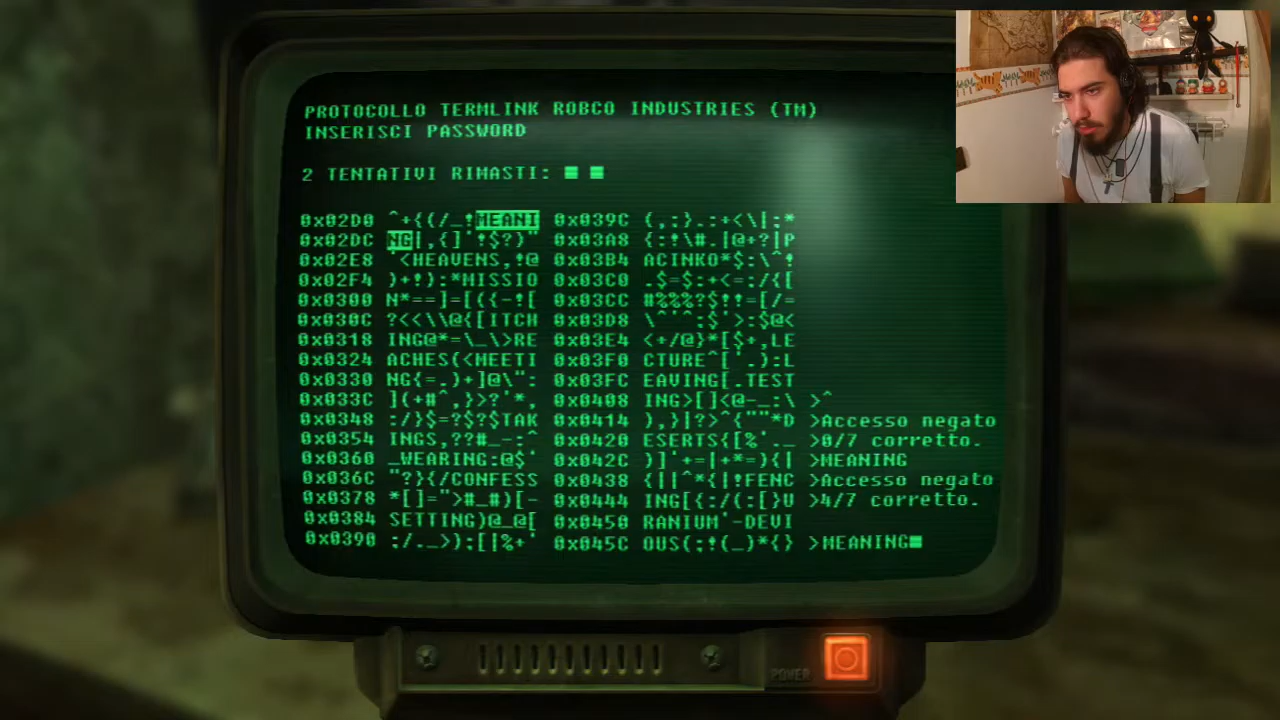 PROTOCOLLO TERMLINK ROBCO INDUSTRIES (TM)
INSERISCI PASSWORD
2 TENTATIVI RIMASTI:
0x02D0 ^+{(/_!MEANI 0x039C (,:}.:+<\|:*
0x02DC NG|,{]'!$?)" 0x03A8 {:!\#.|@+?|P
0x02E8 '<HEAVENS,!@ 0x03B4 ACINKO*$:\^!
0x02F4 )+!):*MISSIO 0x03C0 .$=$:+<=:/{[
0x0300 N*==]=[({-![ 0x03CC #%%%?$!!=[/=
0x030C ?<<\\@{[ITCH 0x03D8 \^'^:$'>:$@<
0x0318 ING@*=\_\>RE 0x03E4 <+/@}*[$+,LE
0x0324 ACHES(<MEETI 0x03F0 CTURE^['.):L
0x0330 NG{=.)+]@\": 0x03FC EAVING[.TEST
0x033C ](+#^,}>?'*, 0x0408 ING>[]<@-_:\ >^
0x0348 :/}$=?$?$TAK 0x0414 ),}|?>^{""*D >Accesso negato
0x0354 INGS,??#_-:^ 0x0420 ESERTS{[%'._ >0/7 corretto.
0x0360 _WEARING:@$' 0x042C )]'+=|+*=){| >MEANING
0x036C "?}{/CONFESS 0x0438 {||^*{|!FENC >Accesso negato
0x0378 *[]=">#_#)[- 0x0444 ING[{:/(:[}U >4/7 corretto.
0x0384 SETTING)@_@[ 0x0450 RANIUM'-DEVI
0x0390 :/._>):[|%+' 0x045C OUS(:!(_)*{} >MEANING
POWER